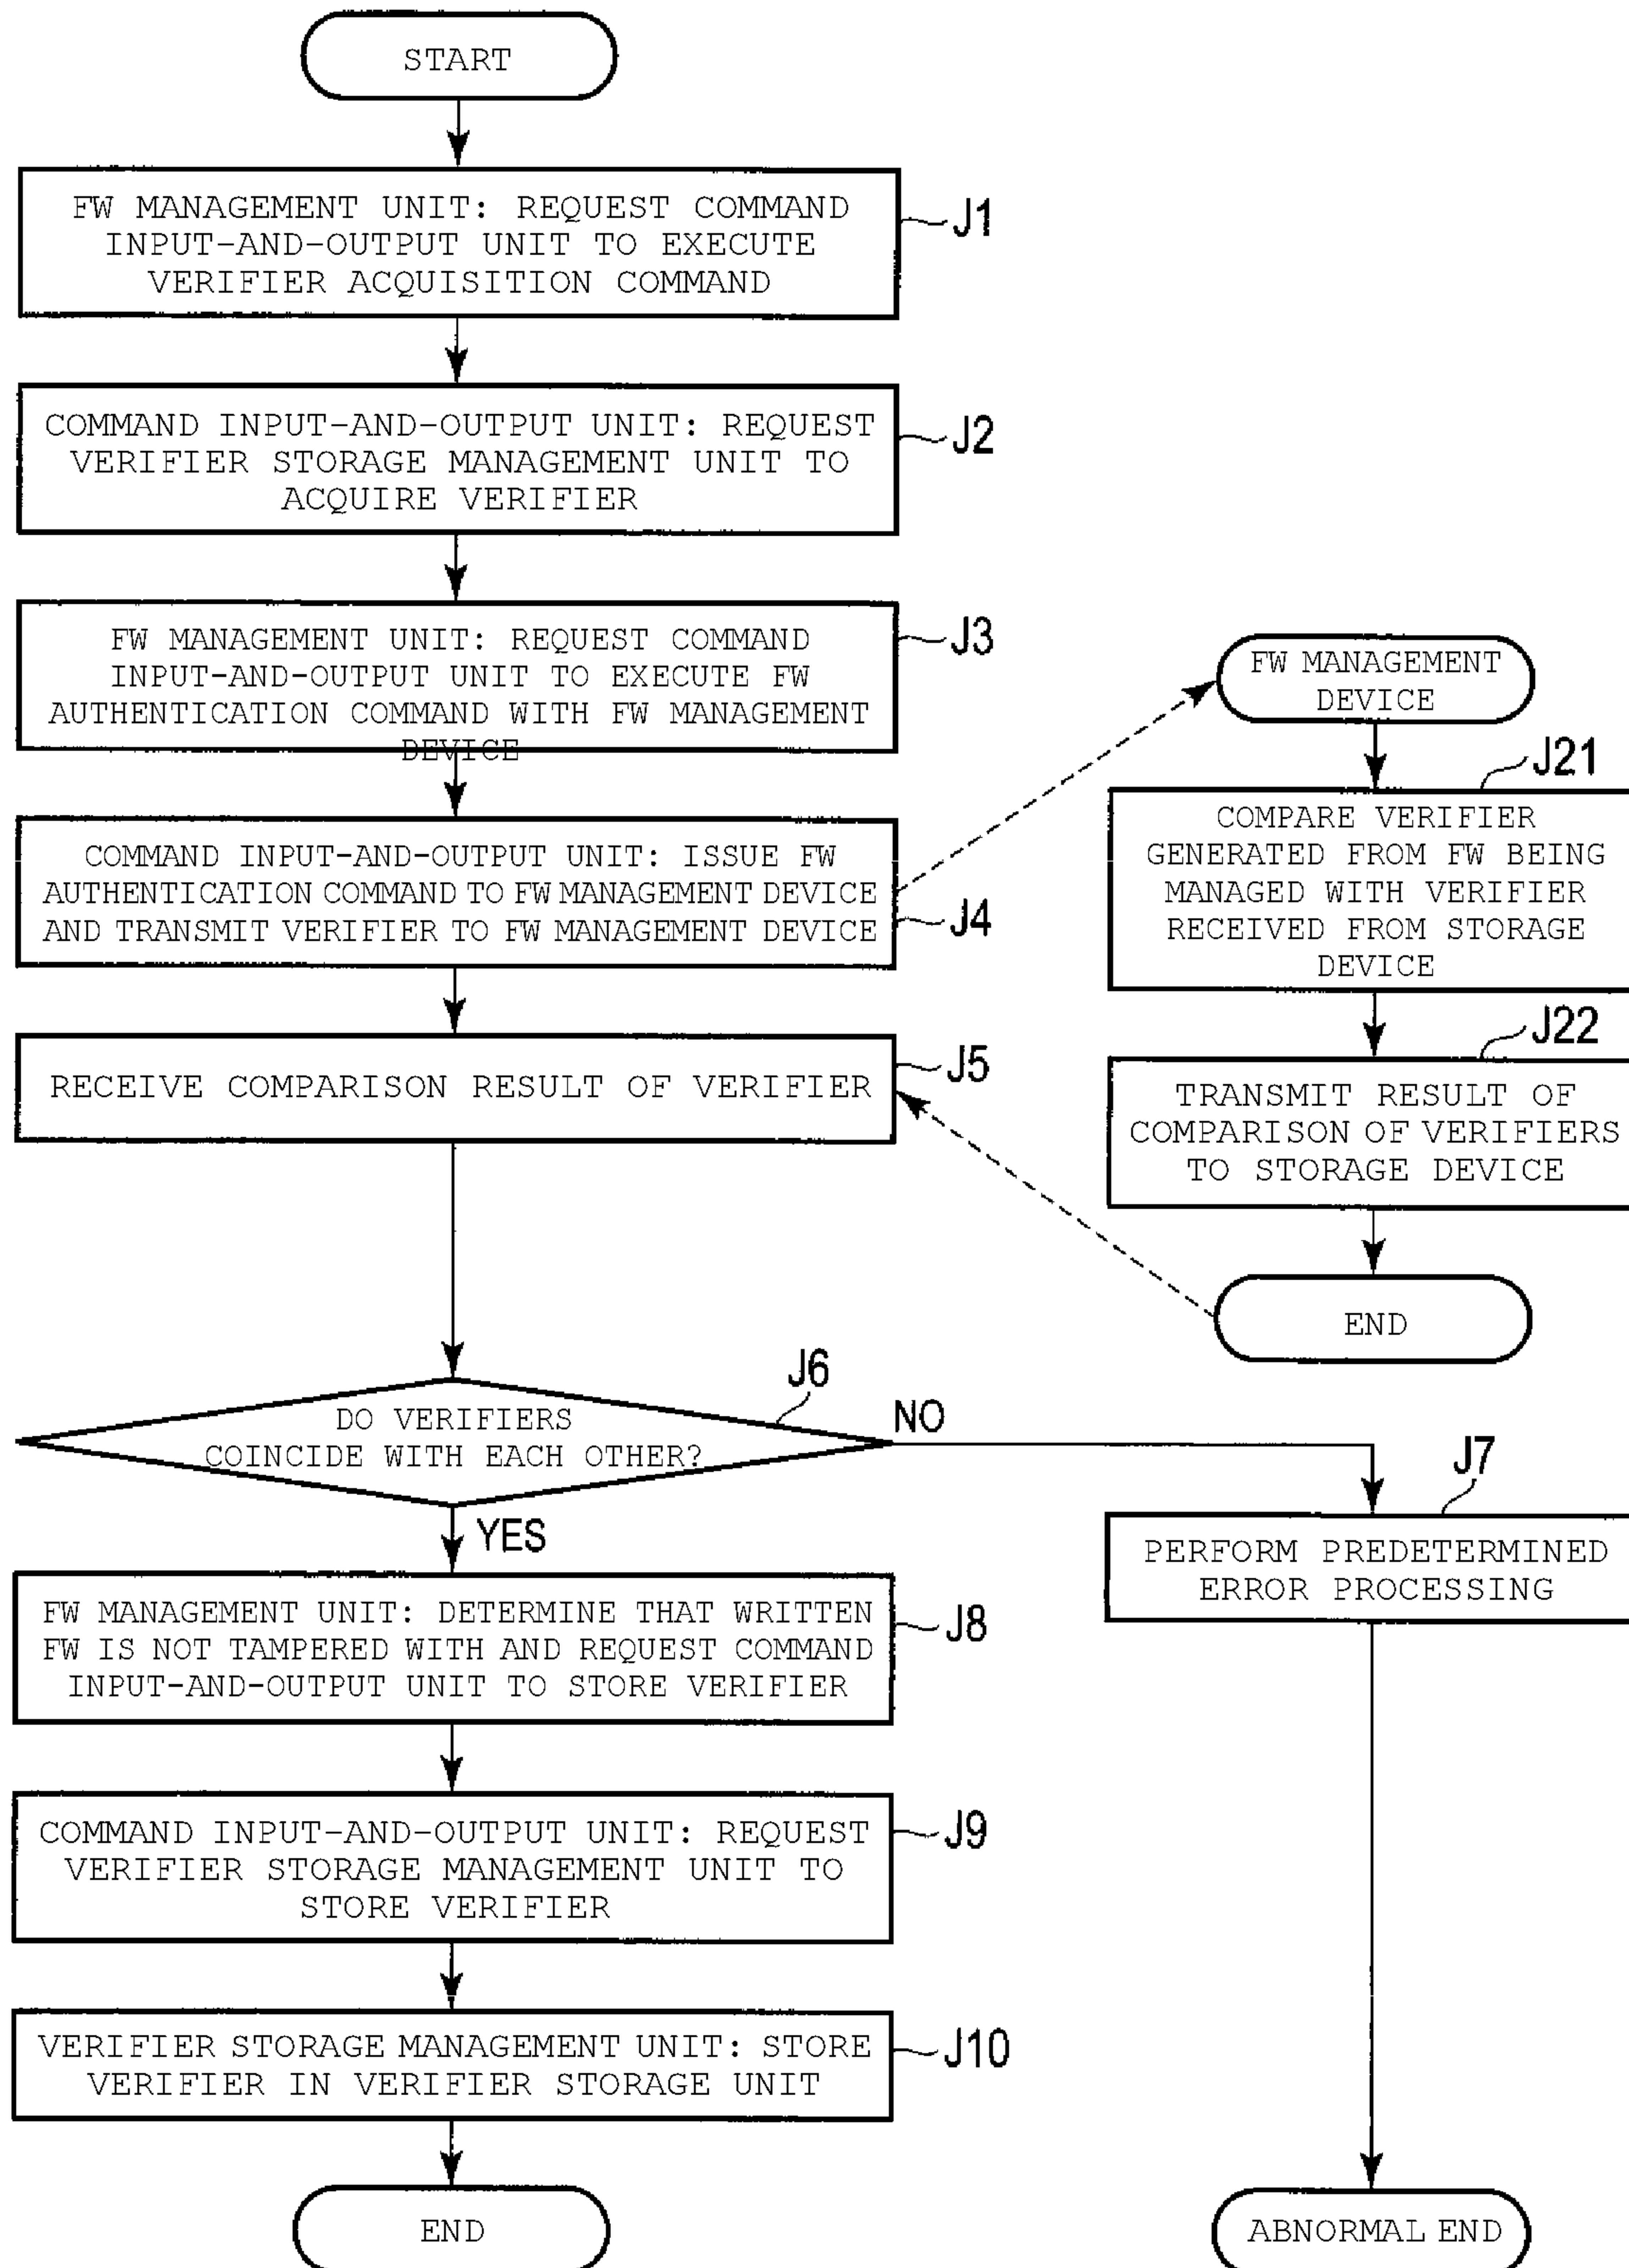 START
FW MANAGEMENT UNIT: REQUEST COMMAND
INPUT-AND-OUTPUT UNIT TO EXECUTE
VERIFIER ACQUISITION COMMAND
J1
COMMAND INPUT-AND-OUTPUT UNIT: REQUEST
VERIFIER STORAGE MANAGEMENT UNIT TO
ACQUIRE VERIFIER
J2
FW MANAGEMENT UNIT: REQUEST COMMAND
INPUT-AND-OUTPUT UNIT TO EXECUTE FW
AUTHENTICATION COMMAND WITH FW MANAGEMENT
DEVICE
J3
COMMAND INPUT-AND-OUTPUT UNIT: ISSUE FW
AUTHENTICATION COMMAND TO FW MANAGEMENT DEVICE
AND TRANSMIT VERIFIER TO FW MANAGEMENT DEVICE
J4
FW MANAGEMENT
DEVICE
J21
COMPARE VERIFIER
GENERATED FROM FW BEING
MANAGED WITH VERIFIER
RECEIVED FROM STORAGE
DEVICE
J22
TRANSMIT RESULT OF
COMPARISON OF VERIFIERS
TO STORAGE DEVICE
END
RECEIVE COMPARISON RESULT OF VERIFIER
J5
J6
DO VERIFIERS
COINCIDE WITH EACH OTHER?
NO
YES
J7
PERFORM PREDETERMINED
ERROR PROCESSING
FW MANAGEMENT UNIT: DETERMINE THAT WRITTEN
FW IS NOT TAMPERED WITH AND REQUEST COMMAND
INPUT-AND-OUTPUT UNIT TO STORE VERIFIER
J8
COMMAND INPUT-AND-OUTPUT UNIT: REQUEST
VERIFIER STORAGE MANAGEMENT UNIT TO
STORE VERIFIER
J9
VERIFIER STORAGE MANAGEMENT UNIT: STORE
VERIFIER IN VERIFIER STORAGE UNIT
J10
END
ABNORMAL END